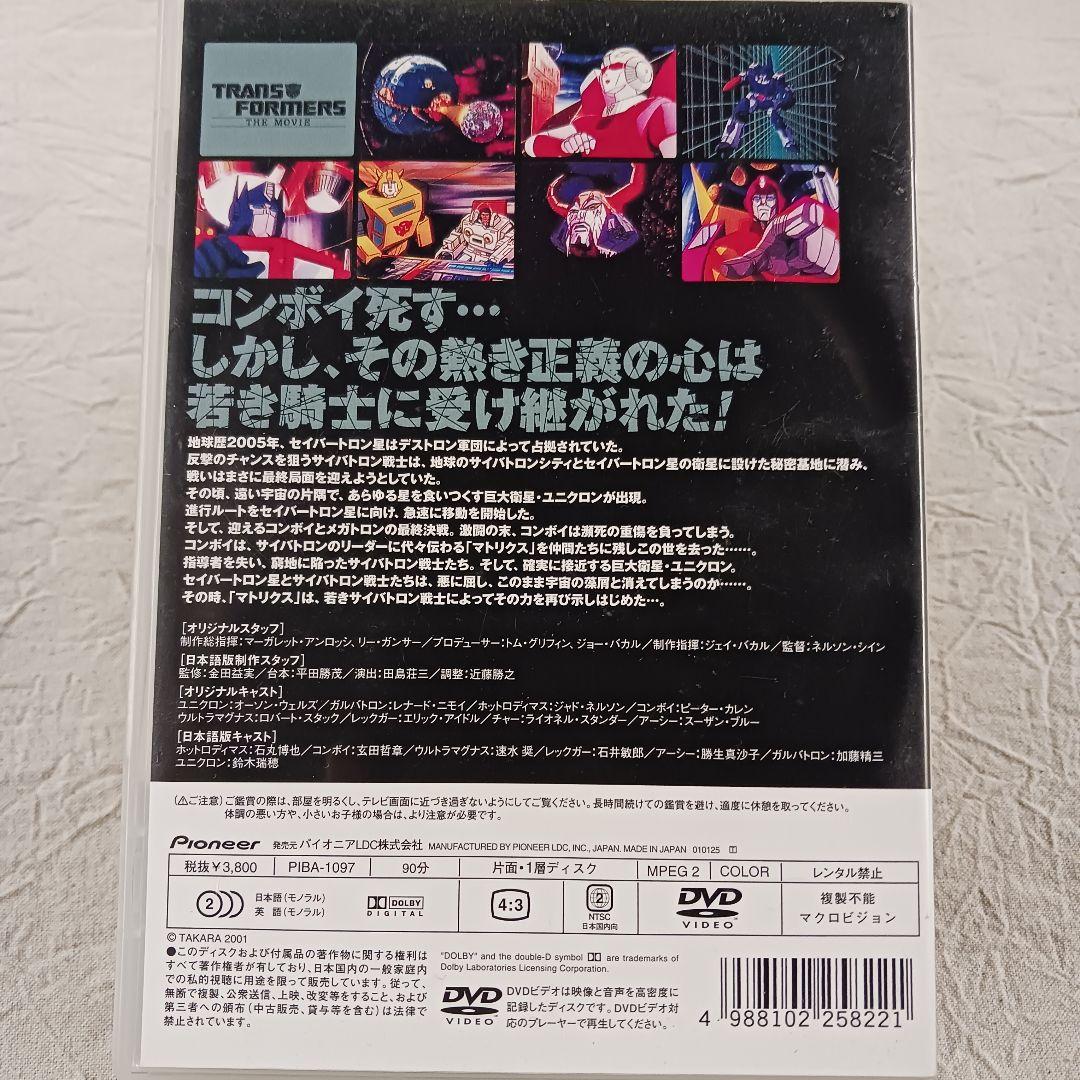 TRANSFORMERS
THE MOVIE
コンボイ死す…
しかし、その熱き正義の心は
若き騎士に受け継がれた!
地球歴2005年、セイバートロン星はデストロン軍団によって占拠されていた。
反撃のチャンスを狙うサイバトロン戦士は、地球のサイバトロンシティとセイバートロン星の衛星に設けた秘密基地に潜み、
戦いはまさに最終局面を迎えようとしていた。
その頃、遠い宇宙の片隅で、あらゆる星を食いつくす巨大衛星・ユニクロンが出現。
進行ルートをセイバートロン星に向け、急速に移動を開始した。
そして、迎えるコンボイとメガトロンの最終決戦。激闘の末、コンボイは瀕死の重傷を負ってしまう。
コンボイは、サイバトロンのリーダーに代々伝わる「マトリクス」を仲間たちに残しこの世を去った……。
指導者を失い、窮地に陥ったサイバトロン戦士たち。そして、確実に接近する巨大衛星・ユニクロン。
セイバートロン星とサイバトロン戦士たちは、悪に屈し、このまま宇宙の藻屑と消えてしまうのか……。
その時、「マトリクス」は、若きサイバトロン戦士によってその力を再び示しはじめた…。
[オリジナルスタッフ]
制作総指揮:マーガレット・アンロッシ、リー・ガンサー/プロデューサー:トム・グリフィン、ジョー・バカル/制作指揮:ジェイ・バカル/監督:ネルソン・シイン
[日本語版制作スタッフ]
監修:金田益実/台本:平田勝茂/演出:田島荘三/調整:近藤勝之
[オリジナルキャスト]
ユニクロン:オーソン・ウェルズ/ガルバトロン:レナード・ニモイ/ホットロディマス:ジャド・ネルソン/コンボイ:ピーター・カレン
ウルトラマグナス:ロバート・スタック/レックガー:エリック・アイドル/チャー:ライオネル・スタンダー/アーシー:スーザン・ブルー
[日本語版キャスト]
ホットロディマス:石丸博也/コンボイ:玄田哲章/ウルトラマグナス:速水 奨/レックガー:石井敏郎/アーシー:勝生真沙子/ガルバトロン:加藤精三
ユニクロン:鈴木瑞穂
(⚠ご注意)ご鑑賞の際は、部屋を明るくし、テレビ画面に近づき過ぎないようにしてご覧ください。長時間続けての鑑賞を避け、適度に休憩を取ってください。
体調の悪い方や、小さいお子様の場合は、より注意が必要です。
Pioneer 発売元 パイオニアLDC株式会社 MANUFACTURED BY PIONEER LDC, INC., JAPAN. MADE IN JAPAN 010125
税抜¥3,800 PIBA-1097 90分 片面・1層ディスク MPEG 2 COLOR レンタル禁止
2 日本語(モノラル)
英 語(モノラル)
DOLBY
DIGITAL
4:3
2
NTSC
日本国内向
DVD
VIDEO
複製不能
マクロビジョン
© TAKARA 2001
●このディスクおよび付属品の著作物に関する権利は
すべて著作権者が有しており、日本国内の一般家庭内
での私的視聴に用途を限って販売しています。従って、
無断で複製、公衆送信、上映、改変等をすること、および
第三者への頒布(中古販売、貸与等を含む)は法律で
禁止されています。
"DOLBY" and the double-D symbol are trademarks of
Dolby Laboratories Licensing Corporation.
DVD
VIDEO
DVDビデオは映像と音声を高密度に
記録したディスクです。DVDビデオ対
応のプレーヤーで再生してください。
4 988102 258221